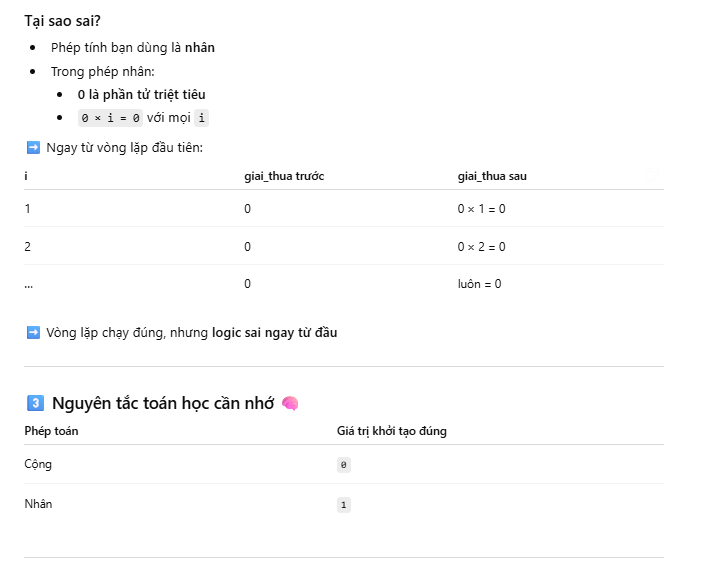 Tại sao sai?
• Phép tính bạn dùng là nhân
• Trong phép nhân:
• 0 là phần tử triệt tiêu
• 0 × i = 0 với mọi i
➡️ Ngay từ vòng lặp đầu tiên:
i giai_thua trước giai_thua sau
1 0 0 × 1 = 0
2 0 0 × 2 = 0
... 0 luôn = 0
➡️ Vòng lặp chạy đúng, nhưng logic sai ngay từ đầu
3️⃣ Nguyên tắc toán học cần nhớ 🧠
Phép toán Giá trị khởi tạo đúng
Cộng 0
Nhân 1